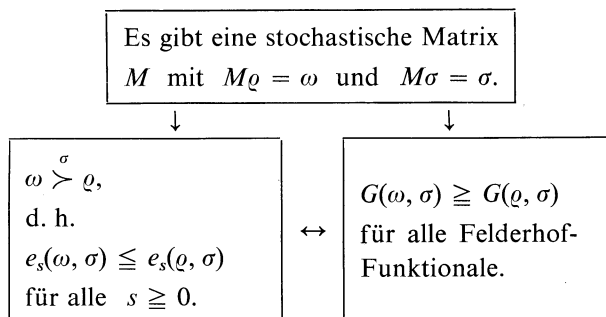 Es gibt eine stochastische Matrix
M mit Mϱ = ω und Mσ = σ.
↓ ↓
ω ≻^σ ϱ,
d. h.
e_s(ω, σ) ≦ e_s(ϱ, σ)
für alle s ≧ 0.
↔
G(ω, σ) ≧ G(ϱ, σ)
für alle Felderhof-
Funktionale.